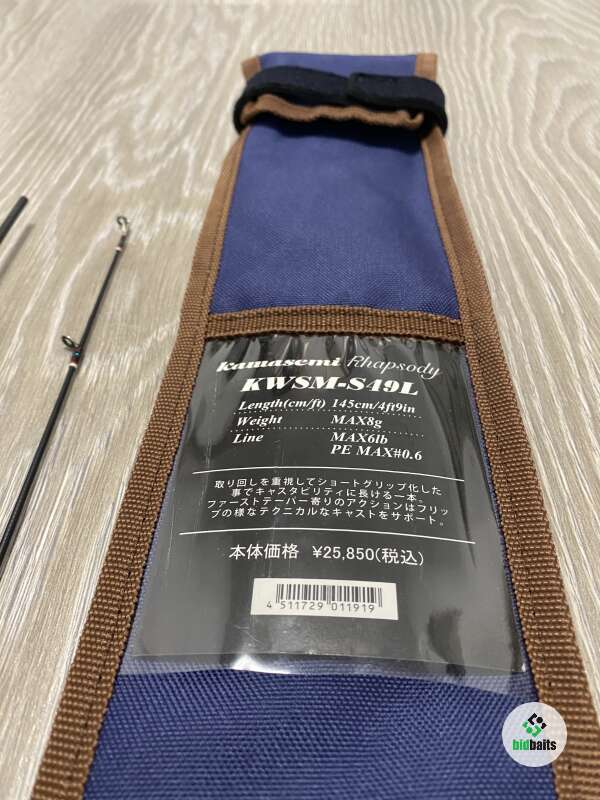 Kamasemi Rhapsody
KWSM-S49L
Length(cm/ft) 145cm/4ft9in
Weight MAX8g
Line MAX6lb
PE MAX#0.6
取り回しを重視してショートグリップ化した
事でキャスタビリティに長ける一本。
ファーストテーパー寄りのアクションはフリッ
プの様なテクニカルなキャストをサポート。
本体価格 ¥25,850(税込)
4 511729 011919
bidbaits